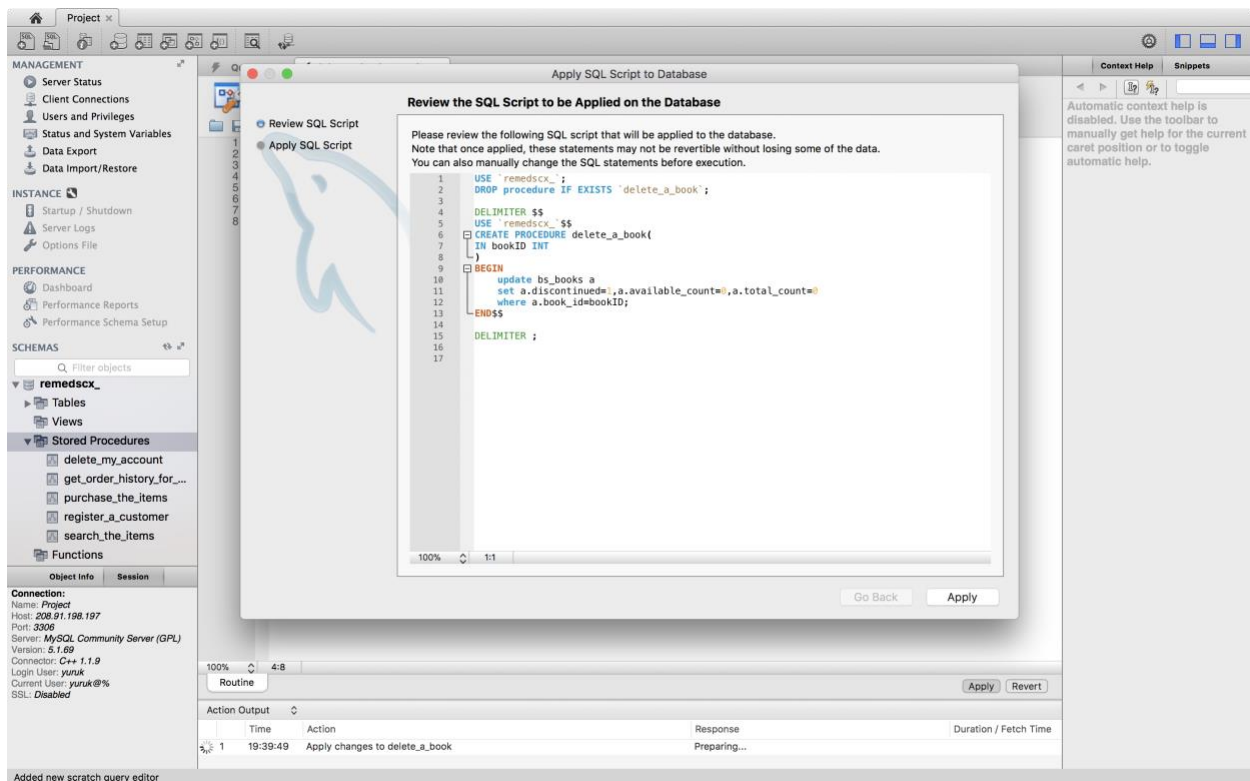 Project ×
MANAGEMENT
Server Status
Client Connections
Users and Privileges
Status and System Variables
Data Export
Data Import/Restore
INSTANCE
Startup / Shutdown
Server Logs
Options File
PERFORMANCE
Dashboard
Performance Reports
Performance Schema Setup
SCHEMAS
Filter objects
remedscx_
Tables
Views
Stored Procedures
delete_my_account
get_order_history_for_...
purchase_the_items
register_a_customer
search_the_items
Functions
Object Info Session
Connection:
Name: Project
Host: 208.91.198.197
Port: 3306
Server: MySQL Community Server (GPL)
Version: 5.1.69
Connector: C++ 1.1.9
Login User: yuruk
Current User: yuruk@%
SSL: Disabled
1
2
3
4
5
6
7
8
Apply SQL Script to Database
Review SQL Script
Apply SQL Script
Review the SQL Script to be Applied on the Database
Please review the following SQL script that will be applied to the database.
Note that once applied, these statements may not be revertible without losing some of the data.
You can also manually change the SQL statements before execution.
1 USE `remedscx_`;
2 DROP procedure IF EXISTS `delete_a_book`;
3
4 DELIMITER $$
5 USE `remedscx_`$$
6 CREATE PROCEDURE delete_a_book(
7 IN bookID INT
8 )
9 BEGIN
10 update bs_books a
11 set a.discontinued=1,a.available_count=0,a.total_count=0
12 where a.book_id=bookID;
13 END$$
14
15 DELIMITER ;
16
17
100% 1:1
Go Back Apply
100% 4:8
Routine
Apply Revert
Action Output
Time Action Response Duration / Fetch Time
1 19:39:49 Apply changes to delete_a_book Preparing...
Context Help Snippets
Automatic context help is
disabled. Use the toolbar to
manually get help for the current
caret position or to toggle
automatic help.
Added new scratch query editor